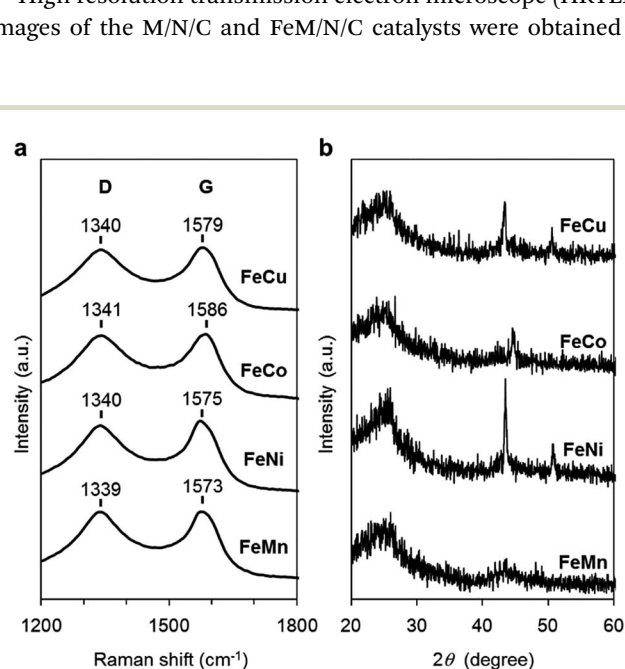 mages of the M/N/C and FeM/N/C catalysts were obtained
a
D
G
1340
1579
FeCu
1341
1586
FeCo
1340
1575
FeNi
1339
1573
FeMn
Intensity (a.u.)
1200
1500
1800
Raman shift (cm⁻¹)
b
FeCu
FeCo
FeNi
FeMn
Intensity (a.u.)
20
30
40
50
60
2θ (degree)